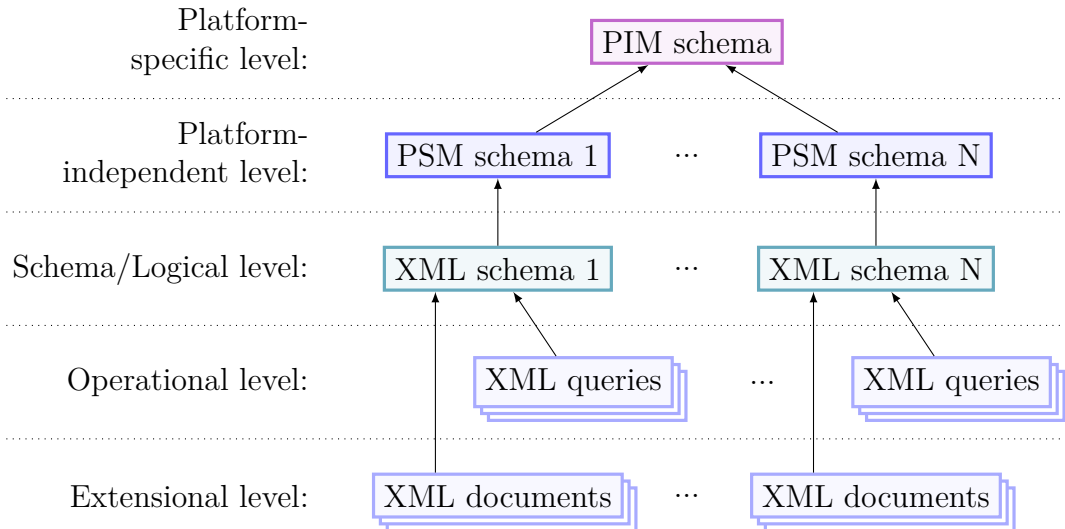 Platform-
specific level:
PIM schema
Platform-
independent level:
PSM schema 1
...
PSM schema N
Schema/Logical level:
XML schema 1
...
XML schema N
Operational level:
XML queries
...
XML queries
Extensional level:
XML documents
...
XML documents